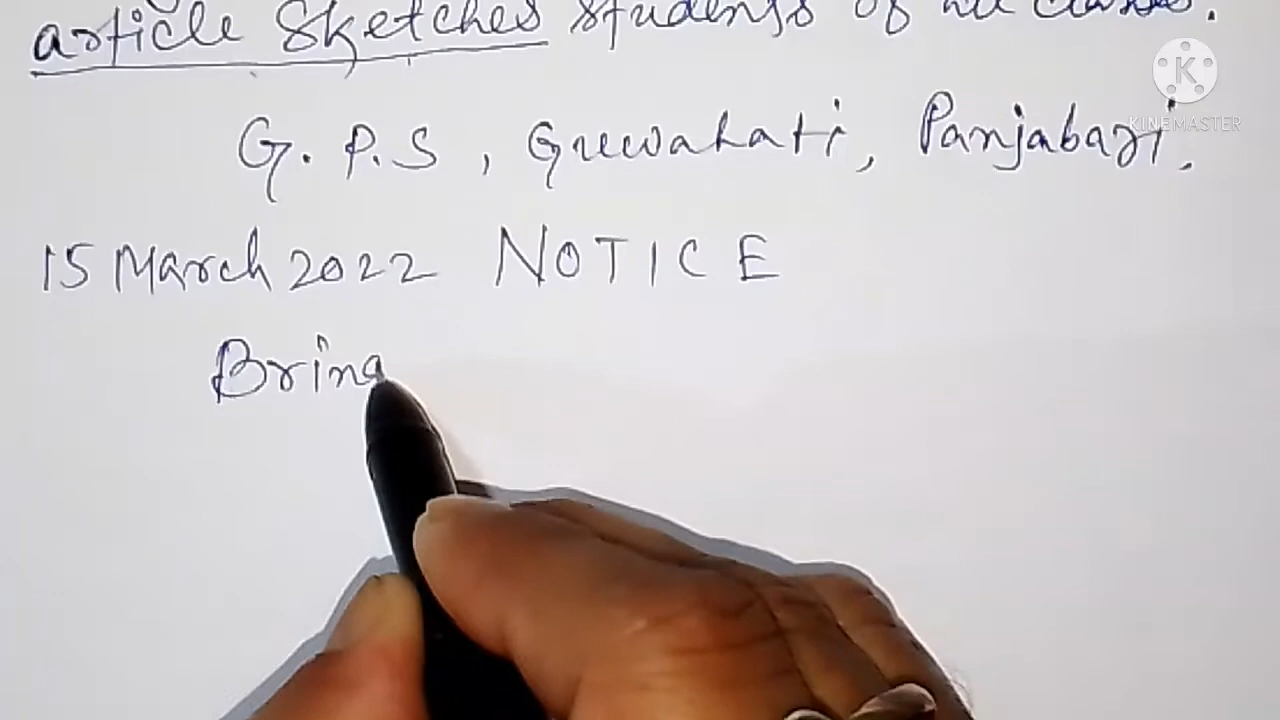 article Sketches students of all classes.
G. P. S, Guwahati, Panjabari.
15 March 2022 NOTICE
Bring
K
KINEMASTER